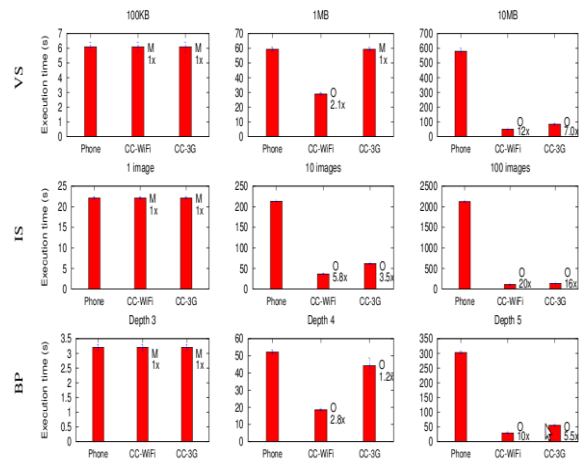 100KB
1MB
10MB
VS
Execution time (s)
7
6
5
4
3
2
1
0
M
1x
M
1x
Phone
CC-WiFi
CC-3G
70
60
50
40
30
20
10
0
O
2.1x
M
1x
Phone
CC-WiFi
CC-3G
700
600
500
400
300
200
100
0
O
12x
O
7.0x
Phone
CC-WiFi
CC-3G
1 image
10 images
100 images
IS
Execution time (s)
25
20
15
10
5
0
M
1x
M
1x
Phone
CC-WiFi
CC-3G
250
200
150
100
50
0
O
5.8x
O
3.5x
Phone
CC-WiFi
CC-3G
2500
2000
1500
1000
500
0
O
20x
O
16x
Phone
CC-WiFi
CC-3G
Depth 3
Depth 4
Depth 5
BP
Execution time (s)
3.5
3
2.5
2
1.5
1
0.5
0
M
1x
M
1x
Phone
CC-WiFi
CC-3G
60
50
40
30
20
10
0
O
2.8x
O
1.2x
Phone
CC-WiFi
CC-3G
350
300
250
200
150
100
50
0
O
10x
O
5.5x
Phone
CC-WiFi
CC-3G